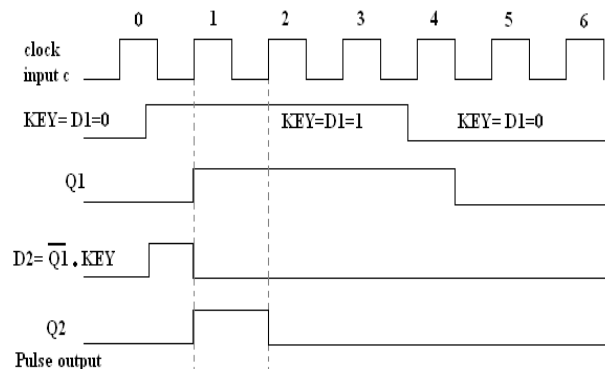 0 1 2 3 4 5 6
clock
input c
KEY= D1=0 KEY=D1=1 KEY= D1=0
Q1
D2= Q̅1̅ . KEY
Q2
Pulse output